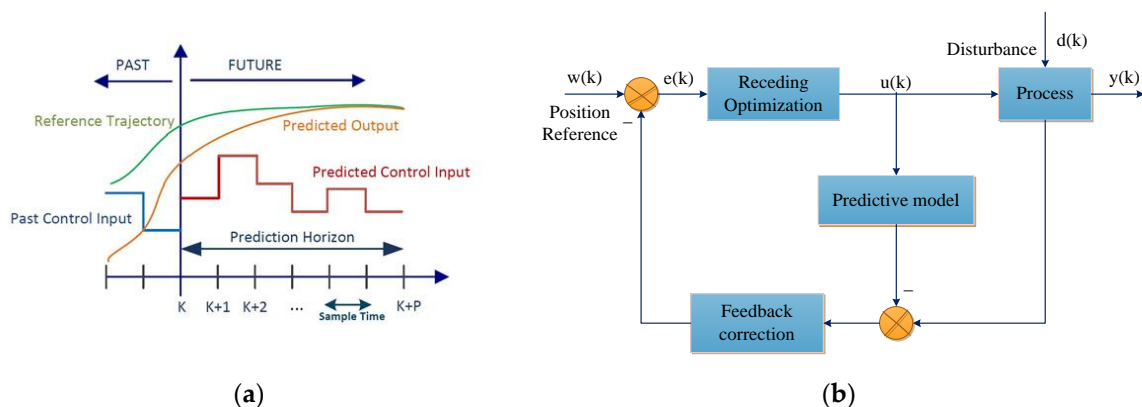 PAST
FUTURE
Reference Trajectory
Predicted Output
Predicted Control Input
Past Control Input
Prediction Horizon
K
K+1
K+2
...
Sample Time
K+P
(a)
w(k)
Position
Reference
e(k)
–
Receding
Optimization
u(k)
Disturbance
d(k)
Process
y(k)
Predictive model
–
Feedback
correction
(b)